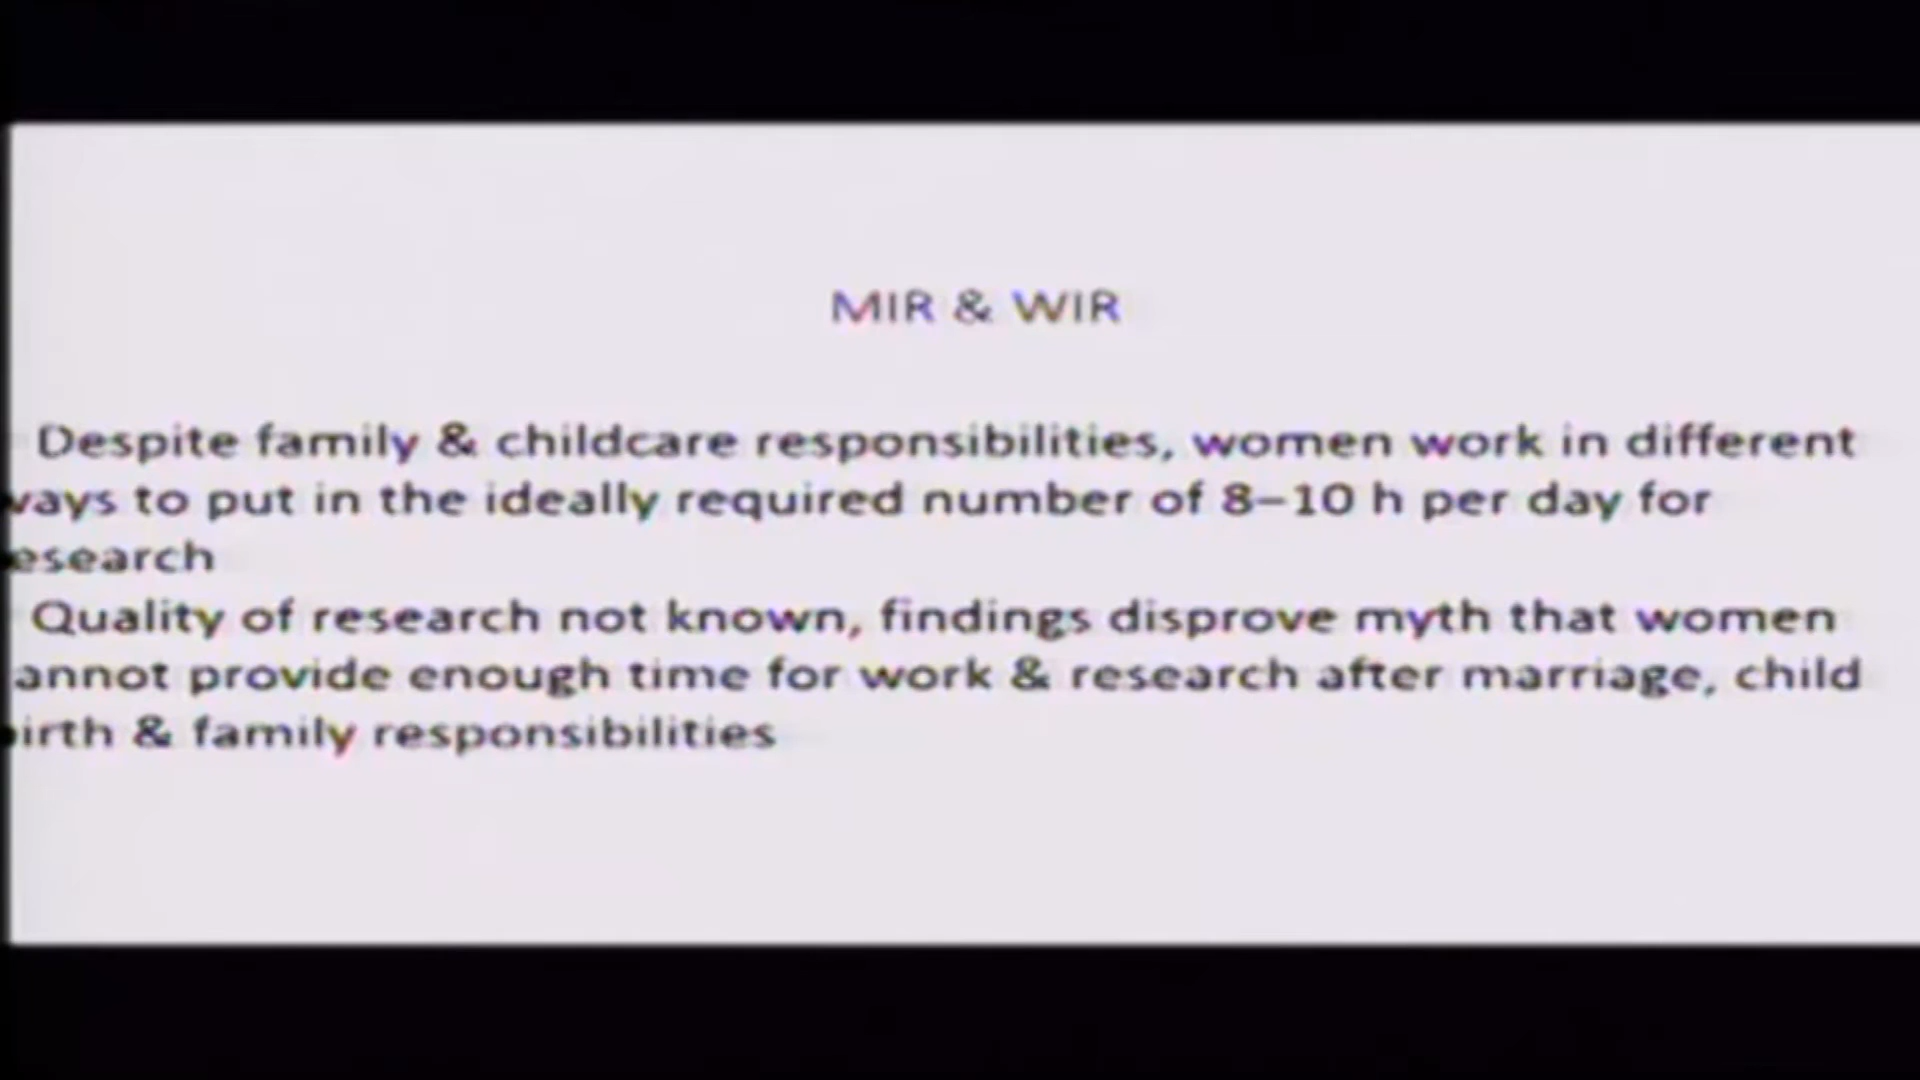 MIR & WIR
Despite family & childcare responsibilities, women work in different
ways to put in the ideally required number of 8–10 h per day for
esearch
Quality of research not known, findings disprove myth that women
annot provide enough time for work & research after marriage, child
irth & family responsibilities